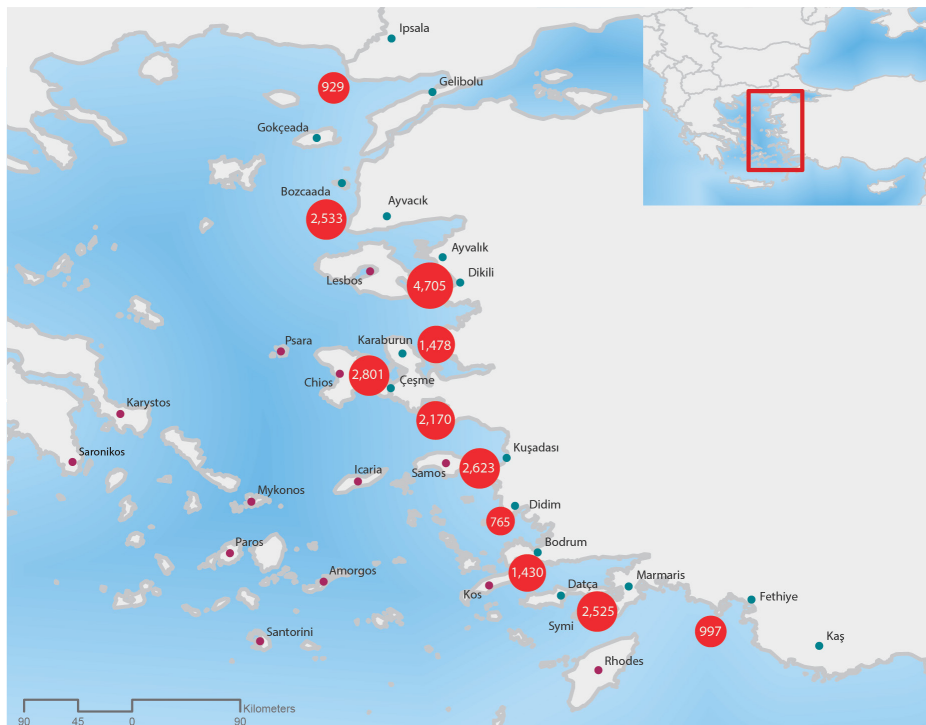 Ipsala
929
Gelibolu
Gokçeada
Bozcaada
Ayvacık
2,533
Ayvalık
Lesbos
4,705
Dikili
Psara
Karaburun
1,478
Chios
2,801
Çeşme
Karystos
2,170
Saronikos
Kuşadası
Icaria
Samos
2,623
Mykonos
Didim
765
Paros
Bodrum
Amorgos
1,430
Kos
Datça
Marmaris
Fethiye
2,525
Symi
997
Santorini
Kaş
Rhodes
Kilometers
90 45 0 90